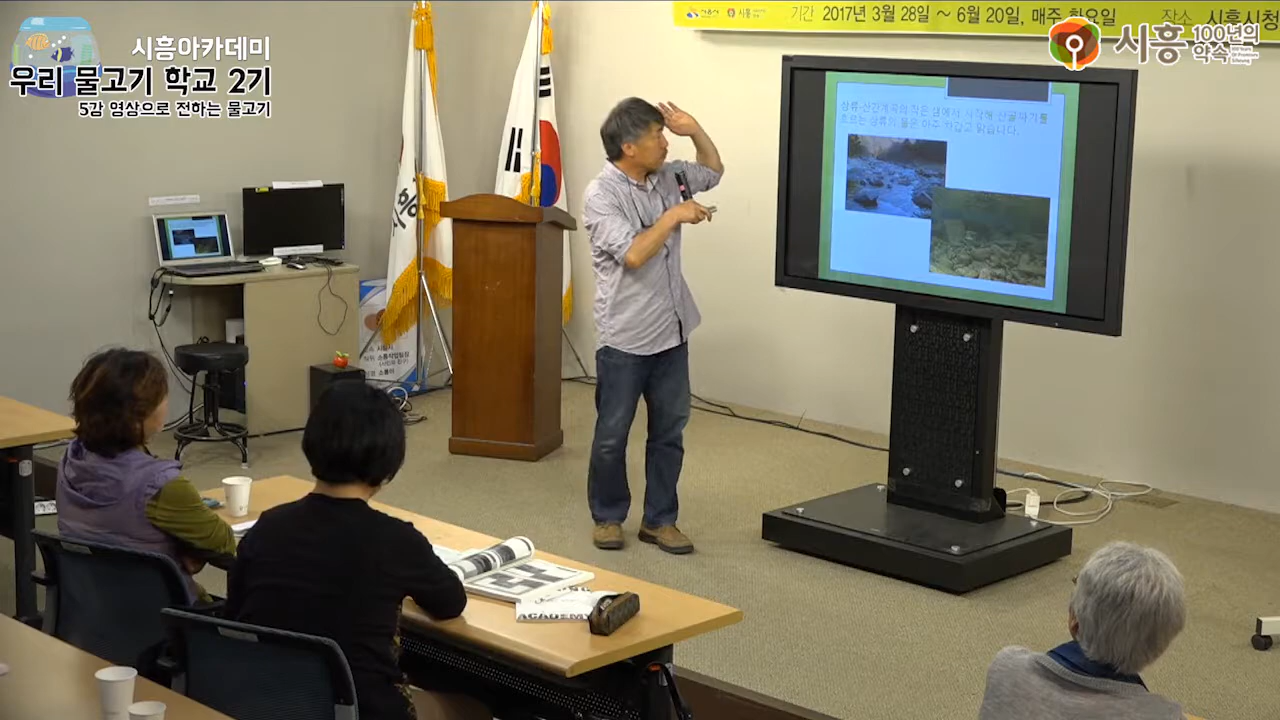 시흥아카데미
우리 물고기 학교 2기
5감 영상으로 전하는 물고기
기간 2017년 3월 28일 ~ 6월 20일, 매주 화요일 장소 시흥시청
시흥 100년의 약속
상류-산간계곡의 작은 샘에서 시작해 산골짜기를
흐르는 상류의 물은 아주 차갑고 맑습니다.
ACADEMY